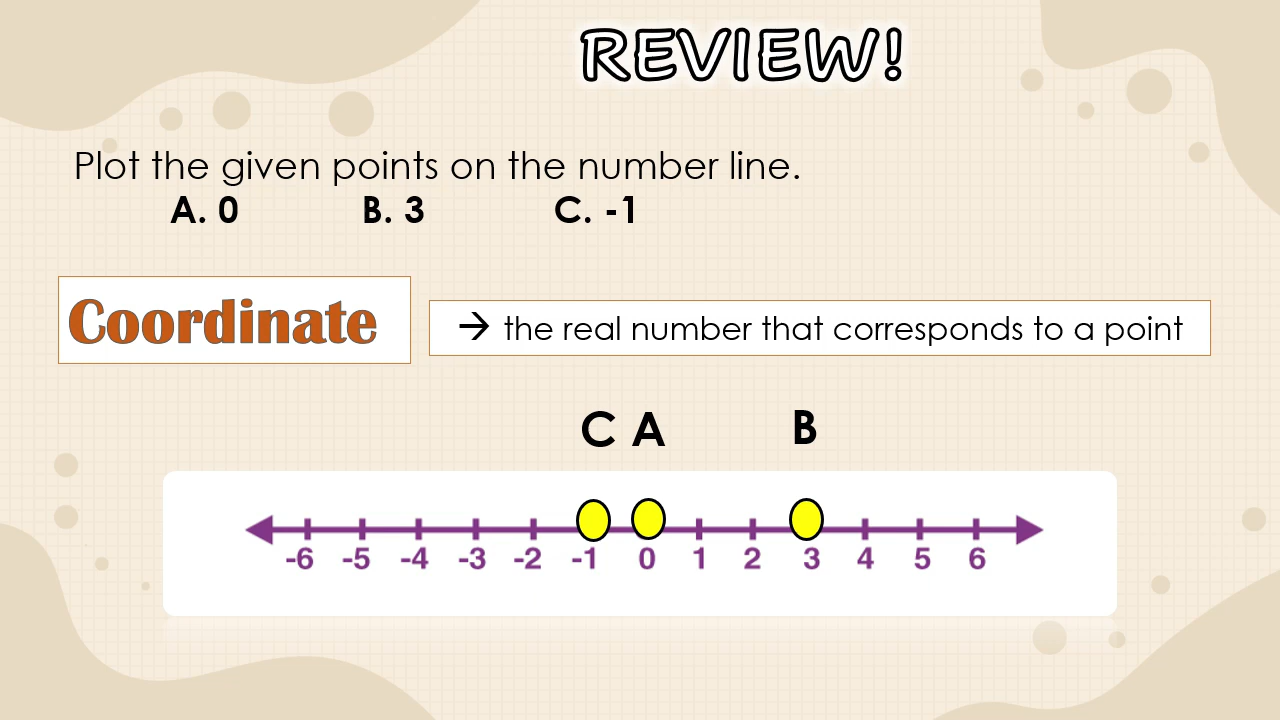 REVIEW!
Plot the given points on the number line.
A. 0 B. 3 C. -1
Coordinate
→ the real number that corresponds to a point
C A B
-6 -5 -4 -3 -2 -1 0 1 2 3 4 5 6